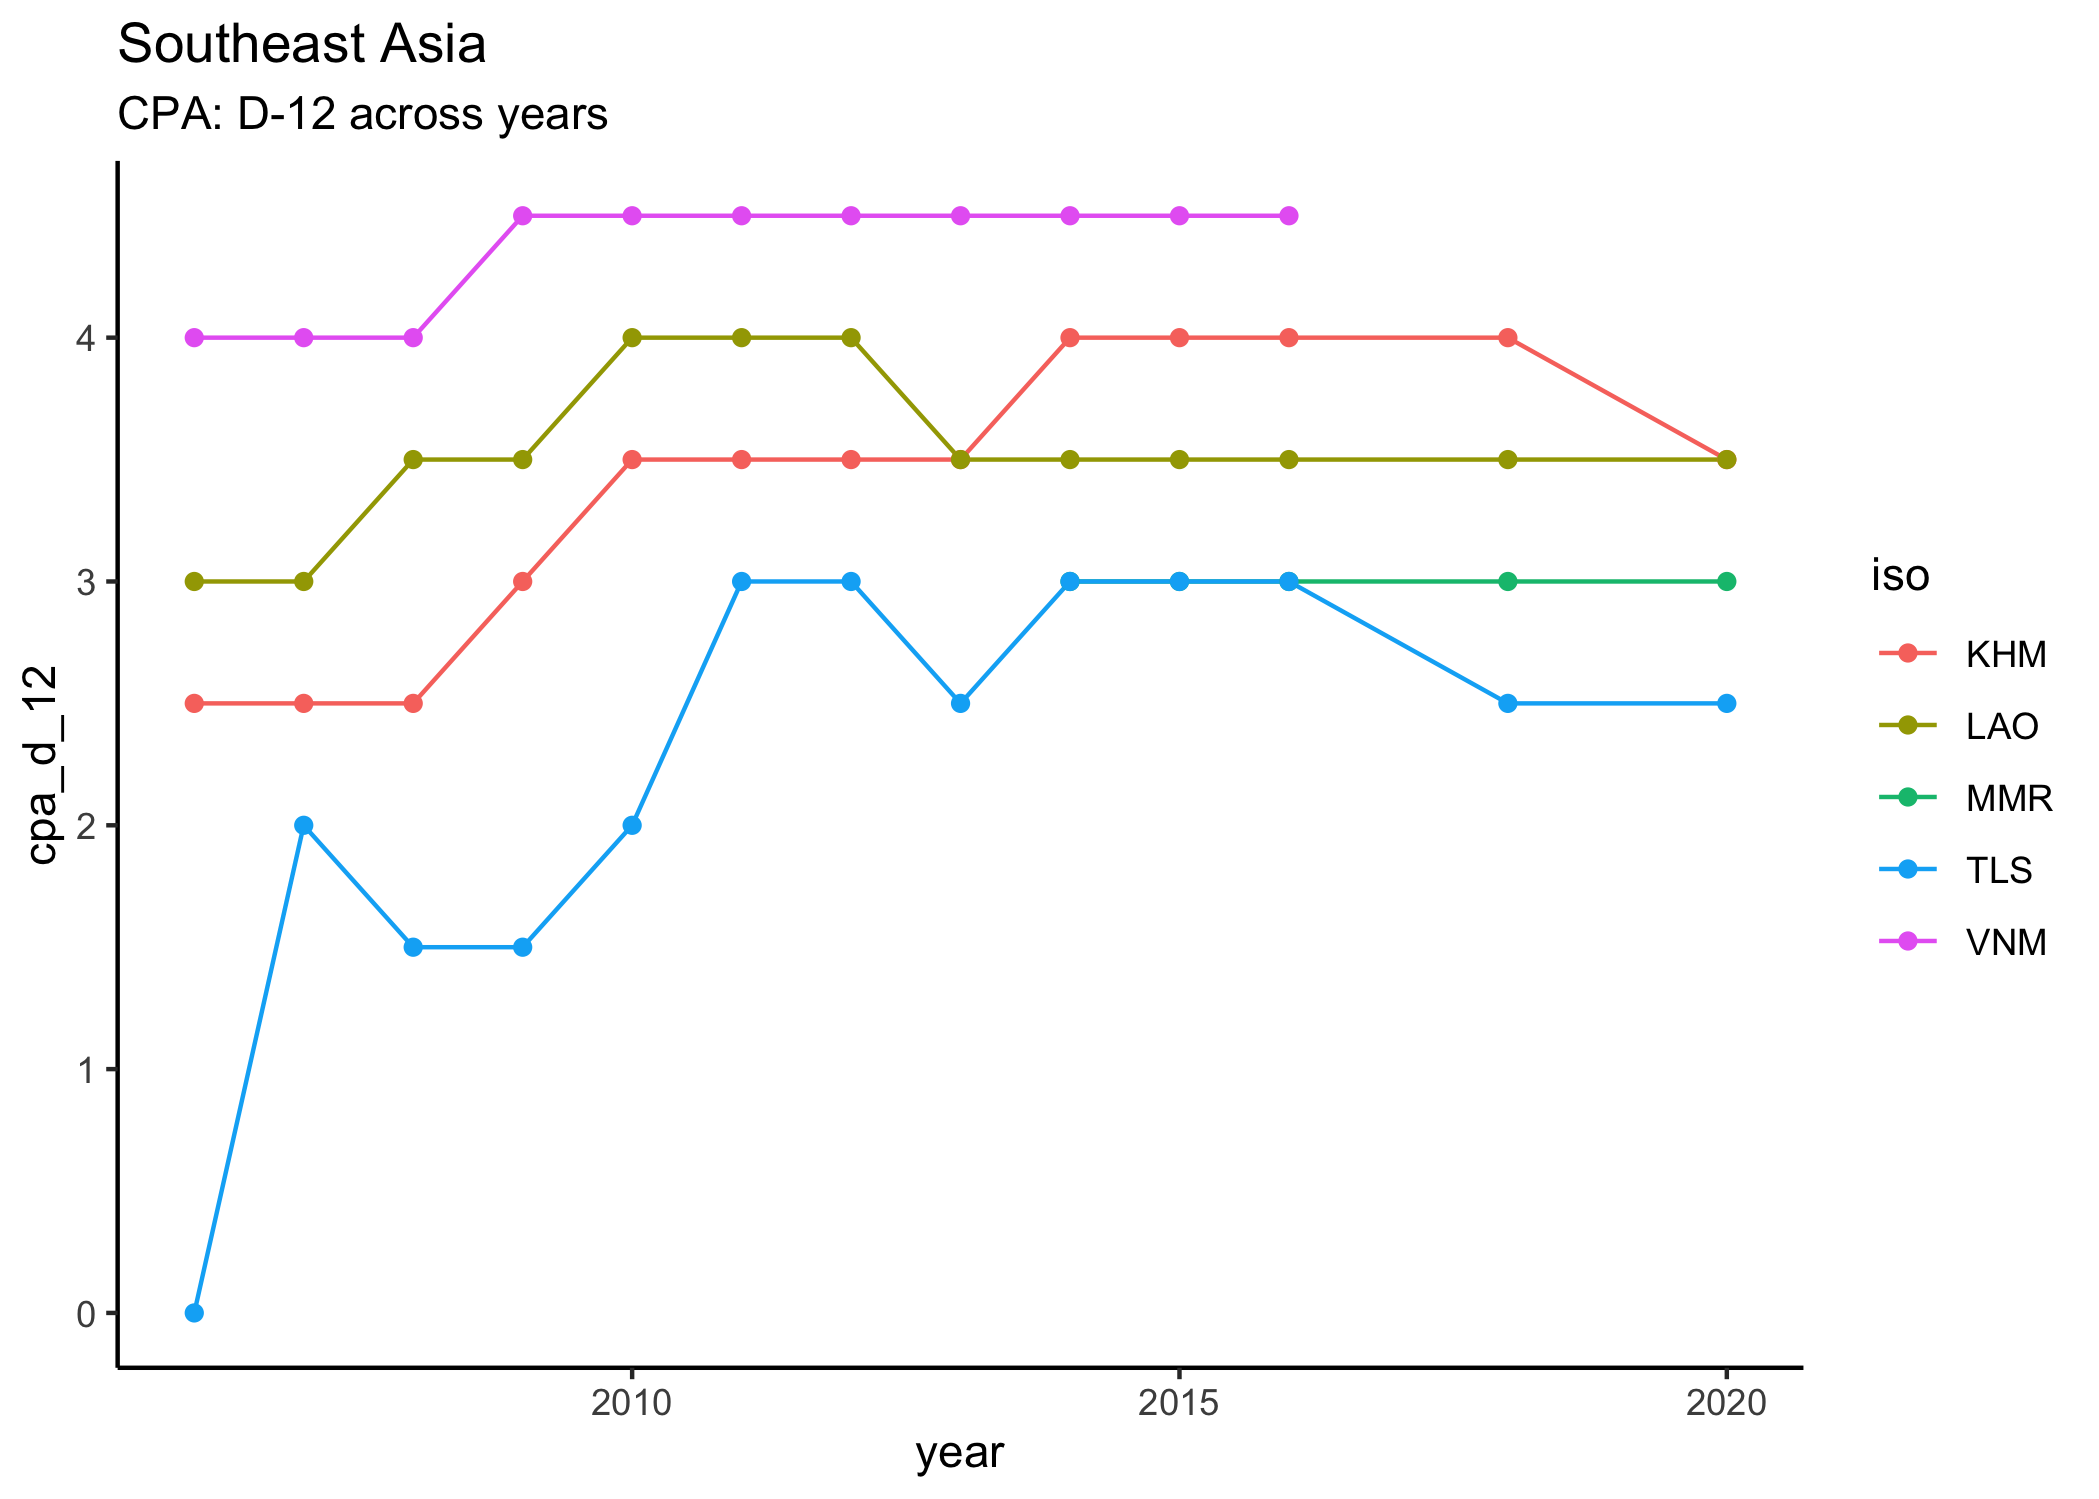 Southeast Asia
CPA: D-12 across years
cpa_d_12
4
3
2
1
0
2010
2015
2020
year
iso
KHM
LAO
MMR
TLS
VNM